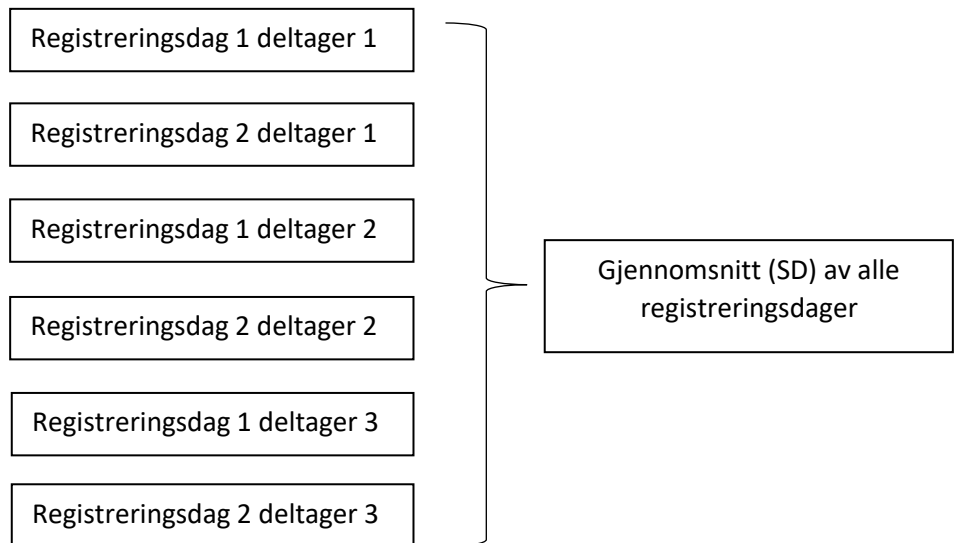 Registreringsdag 1 deltager 1
Registreringsdag 2 deltager 1
Registreringsdag 1 deltager 2
Registreringsdag 2 deltager 2
Registreringsdag 1 deltager 3
Registreringsdag 2 deltager 3
Gjennomsnitt (SD) av alle
registreringsdager